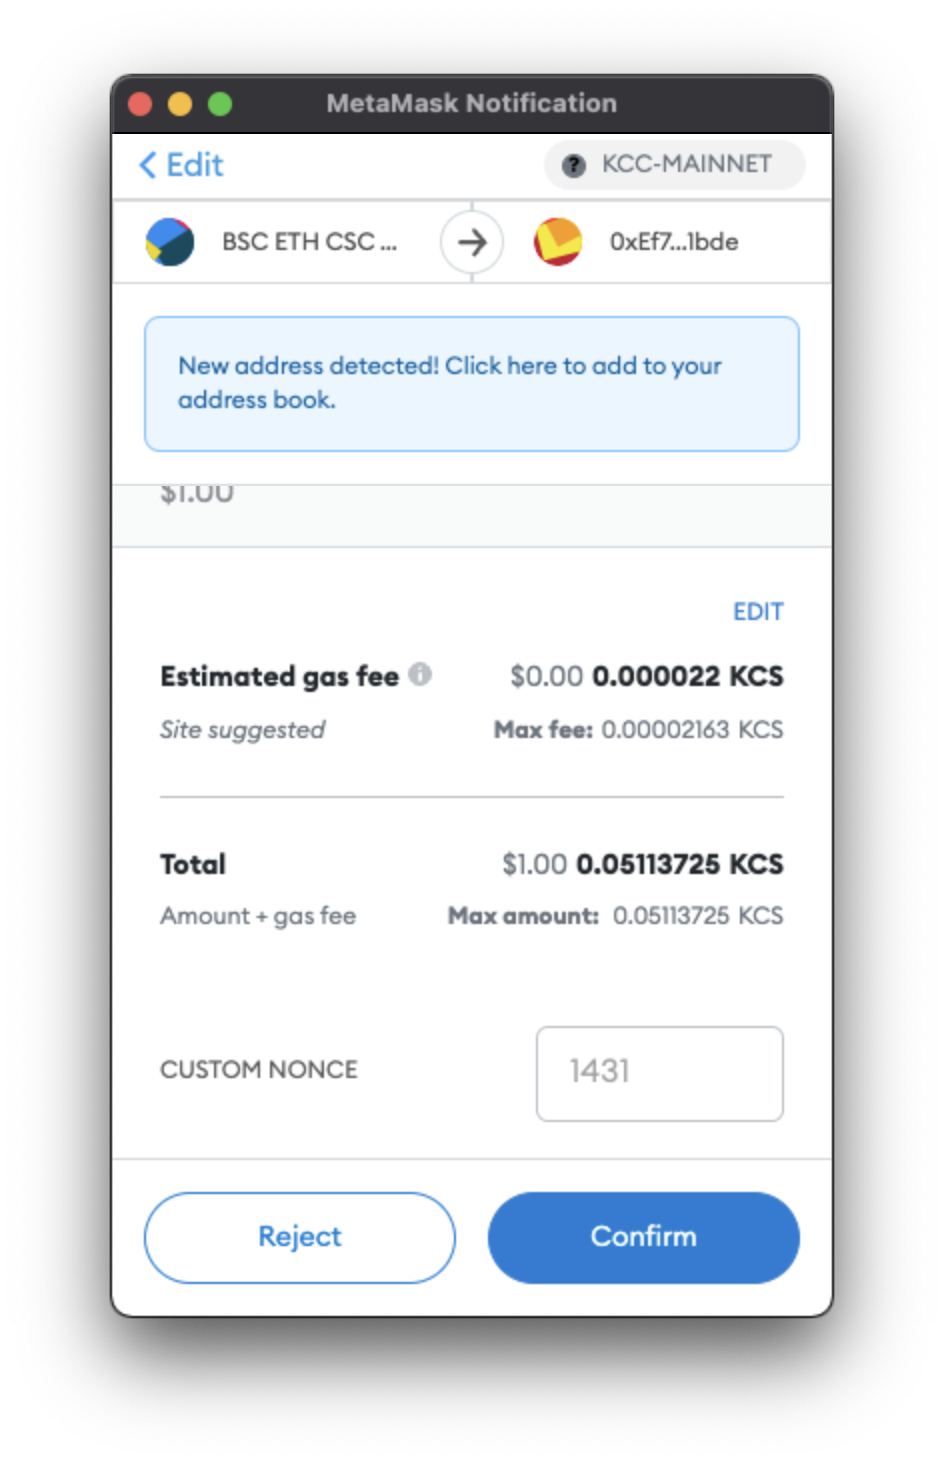 MetaMask Notification
Edit
KCC-MAINNET
BSC ETH CSC ...
0xEf7...1bde
New address detected! Click here to add to your
address book.
$1.00
EDIT
Estimated gas fee $0.00 0.000022 KCS
Site suggested Max fee: 0.00002163 KCS
Total $1.00 0.05113725 KCS
Amount + gas fee Max amount: 0.05113725 KCS
CUSTOM NONCE 1431
Reject
Confirm